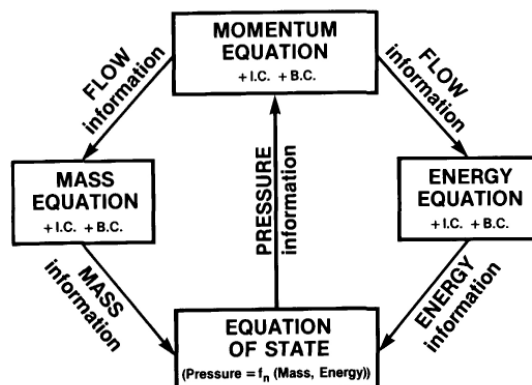 MOMENTUM
EQUATION
+ I.C. + B.C.
FLOW
information
FLOW
information
MASS
EQUATION
+ I.C. + B.C.
PRESSURE
information
ENERGY
EQUATION
+ I.C. + B.C.
MASS
information
ENERGY
information
EQUATION
OF STATE
(Pressure = fn (Mass, Energy))